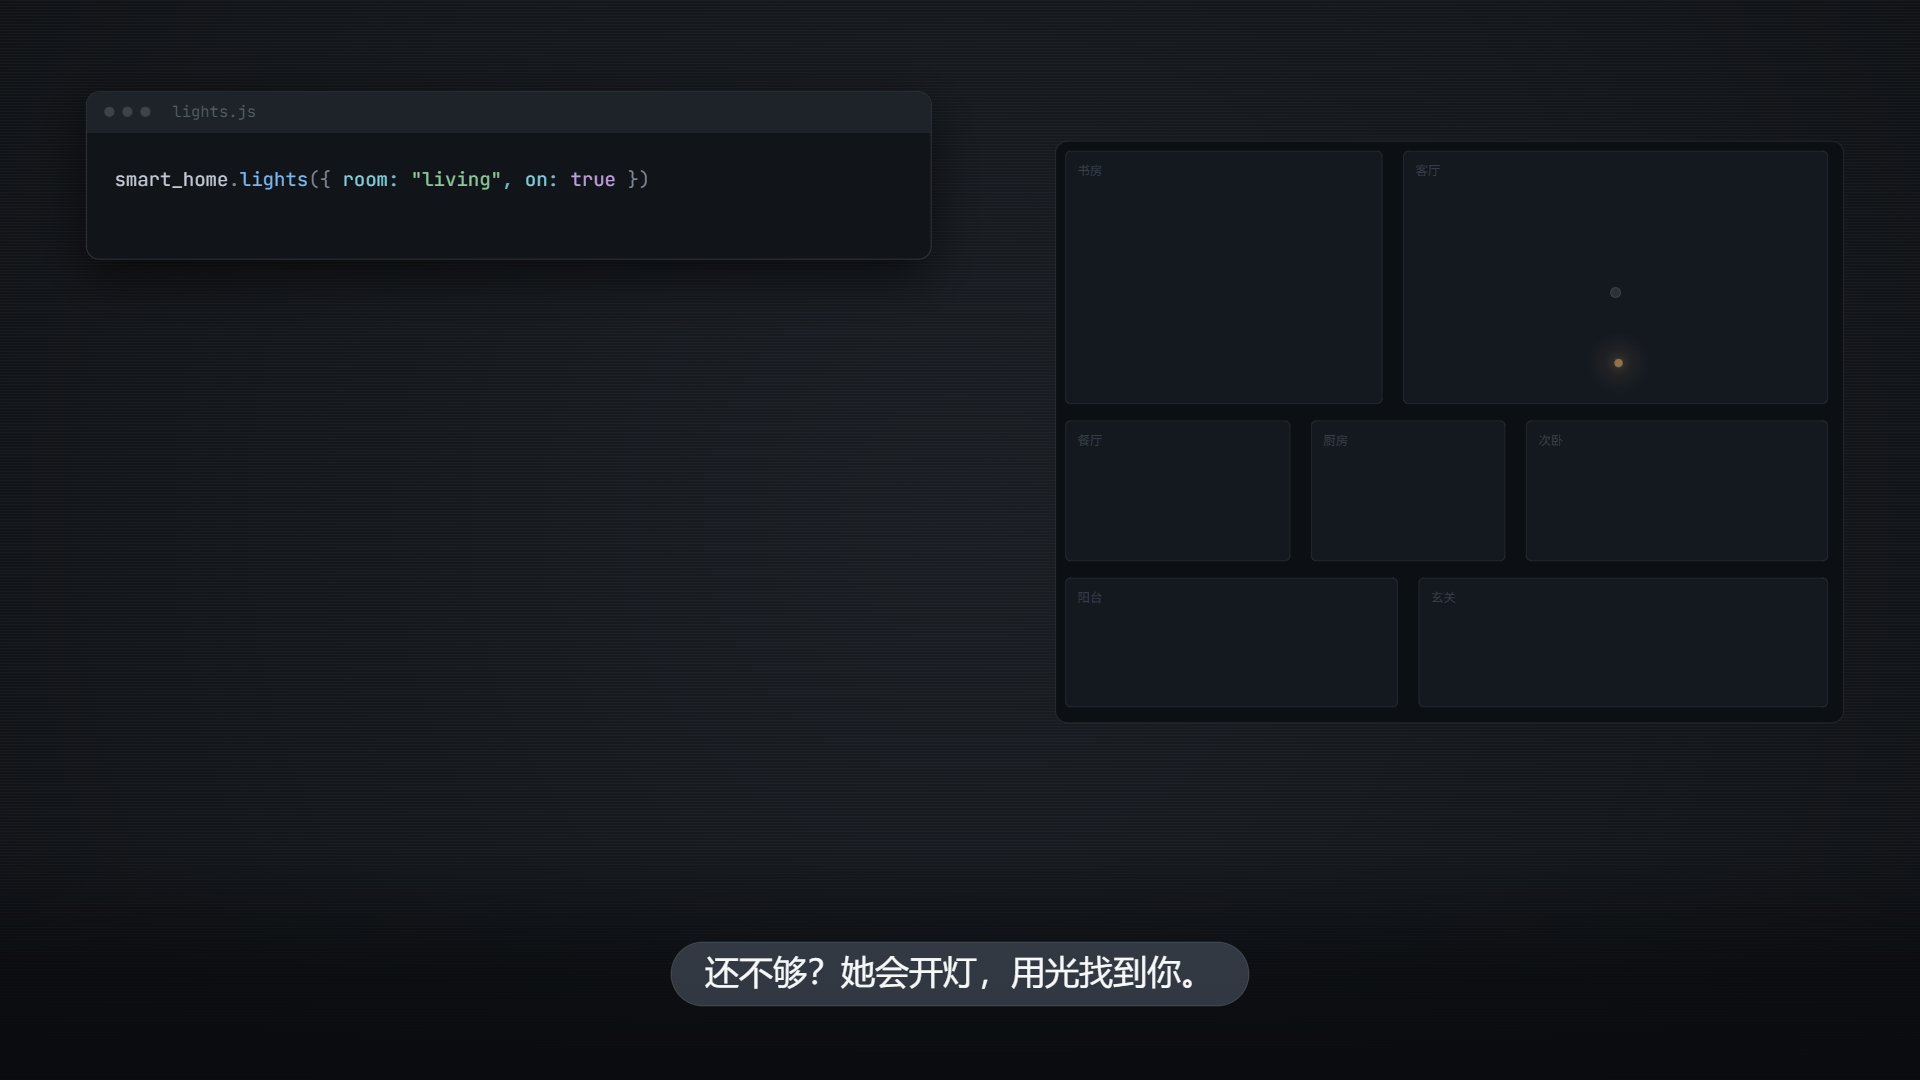 lights.js
smart_home.lights({ room: "living", on: true })
书房
客厅
餐厅
厨房
次卧
阳台
玄关
还不够？她会开灯，用光找到你。